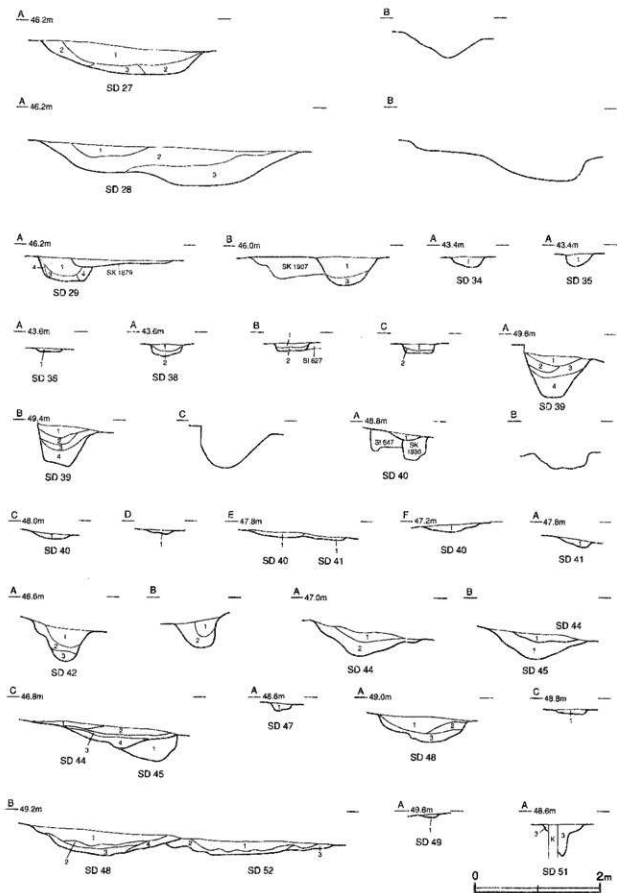 A B
46.2m
1
2
3 2
SD 27
A B
46.2m
1
2
3
SD 28
A B A A
46.2m 46.0m 43.4m 43.4m
4 1 4 SK 1879 SK 1907 1 1 1
3
SD 29 SD 34 SD 35
A A B C A
43.6m 43.6m 1 49.6m
1 2 2 SI 627 2 1 2 3 4
SD 36 SD 38 SD 39
B C A B
49.4m 48.8m
1 2 3 4 SI 647 SK
SD 39 SD 40
C D E F A
48.0m 47.8m 47.2m 47.8m
1 1 1 1
SD 40 SD 40 SD 41 SD 40 SD 41
A B A B
48.6m 47.0m SD 44
1 2 3 1 2 1 2 1
SD 42 SD 44 SD 45
C A A C
46.8m 48.8m 49.0m 48.8m
2 3 4 1 1 2 3 1
SD 44 SD 45 SD 47 SD 48
B A A
49.2m 49.8m 48.6m
1 2 3 4 2 1 3 1 3 K 3
SD 48 SD 52 SD 49 SD 51
0 2m